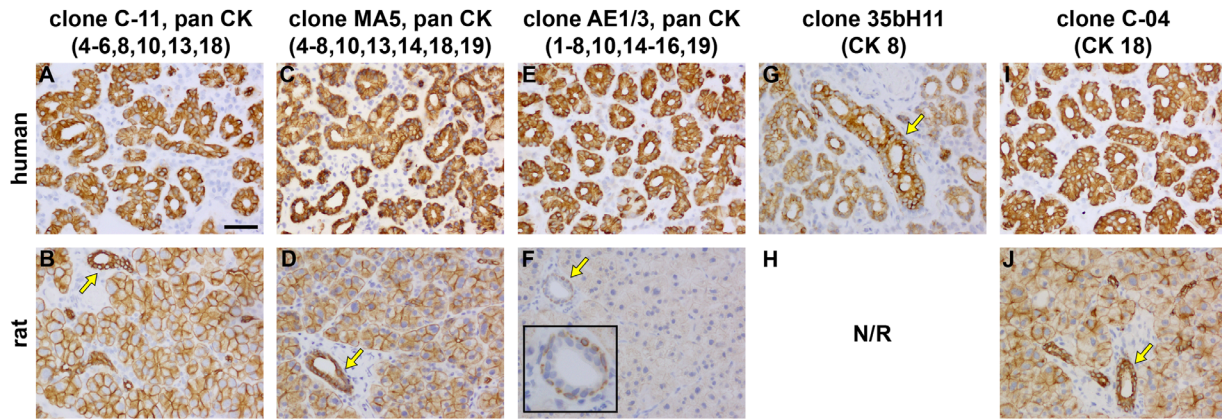 clone C-11, pan CK
(4-6,8,10,13,18)
clone MA5, pan CK
(4-8,10,13,14,18,19)
clone AE1/3, pan CK
(1-8,10,14-16,19)
clone 35bH11
(CK 8)
clone C-04
(CK 18)
human
A
C
E
G
I
rat
B
D
F
H
N/R
J